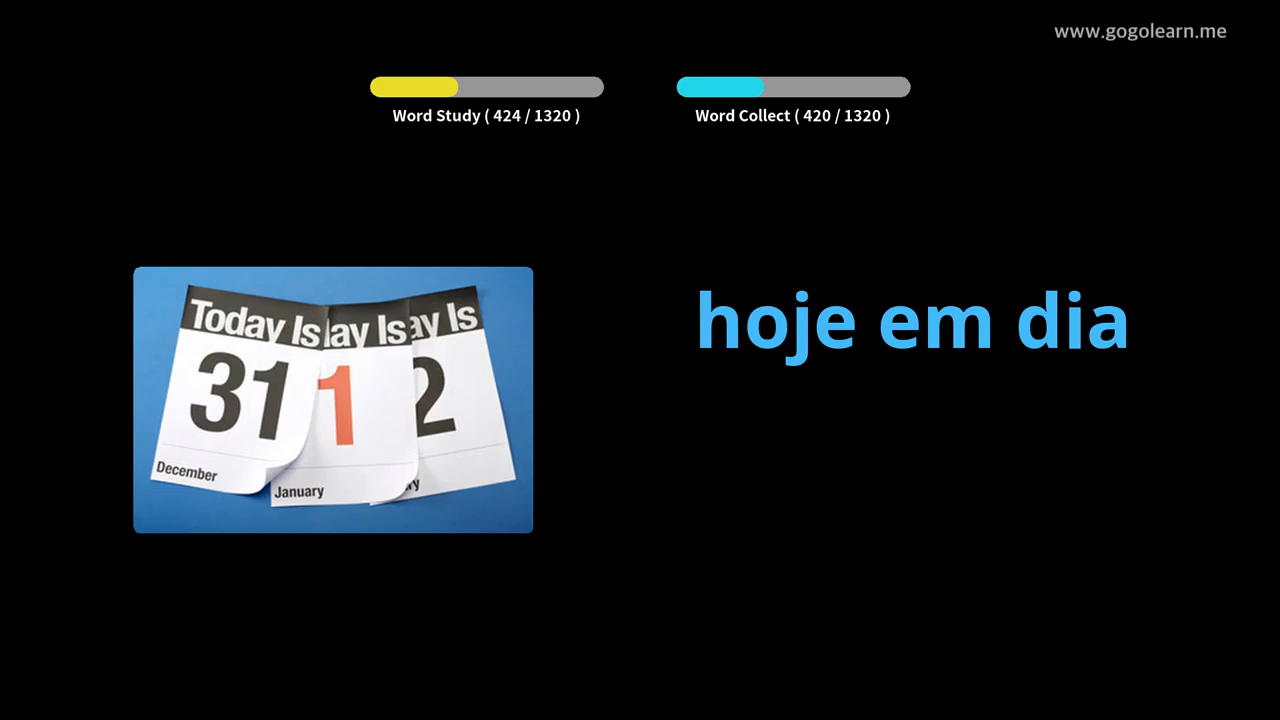 www.gogolearn.me
Word Study ( 424 / 1320 )
Word Collect ( 420 / 1320 )
hoje em dia
Today Is
ay Is
ay Is
31
1
2
December
January
ry